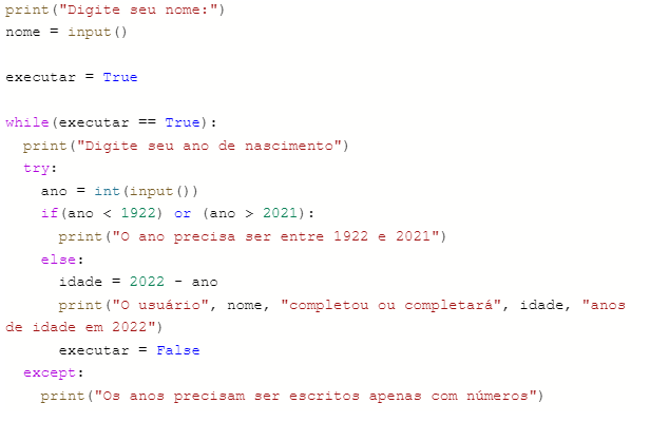 print("Digite seu nome:")
nome = input()
executar = True
while(executar == True):
print("Digite seu ano de nascimento")
try:
ano = int(input())
if(ano < 1922) or (ano > 2021):
print("O ano precisa ser entre 1922 e 2021")
else:
idade = 2022 - ano
print("O usuário", nome, "completou ou completará", idade, "anos
de idade em 2022")
executar = False
except:
print("Os anos precisam ser escritos apenas com números")